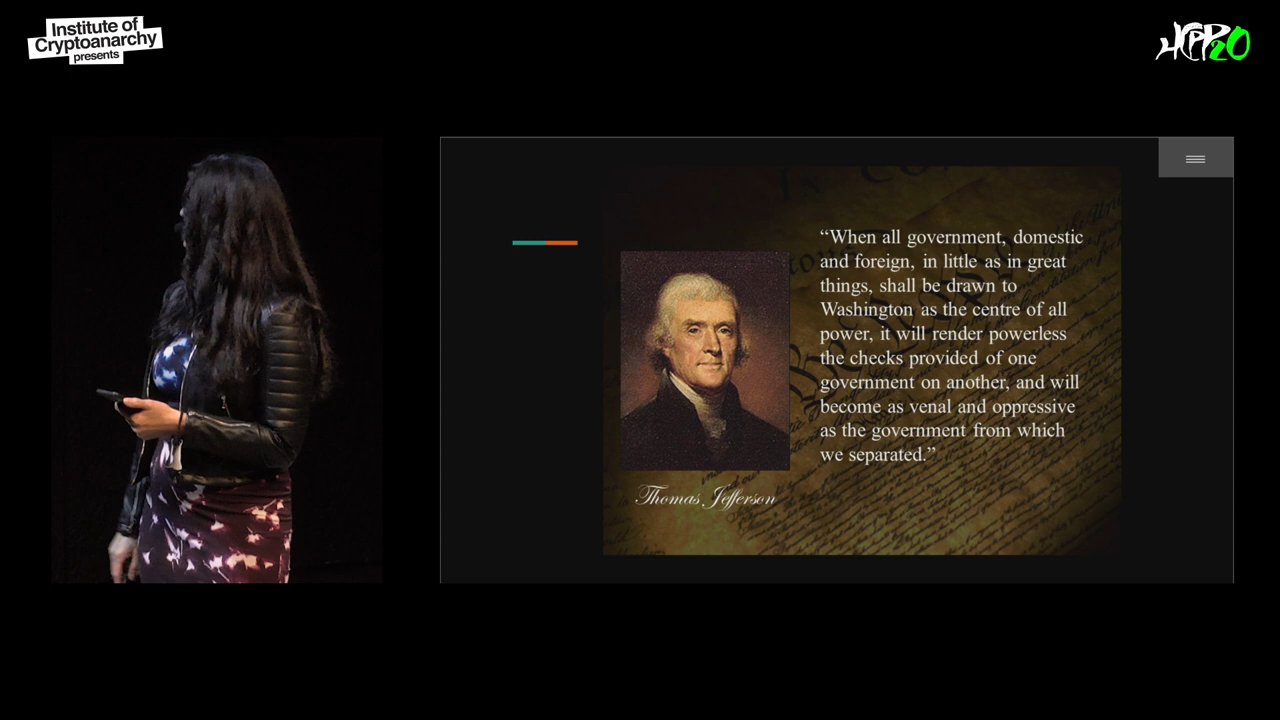 Institute of
Cryptoanarchy
presents
HCPP20
“When all government, domestic
and foreign, in little as in great
things, shall be drawn to
Washington as the centre of all
power, it will render powerless
the checks provided of one
government on another, and will
become as venal and oppressive
as the government from which
we separated.”
Thomas Jefferson